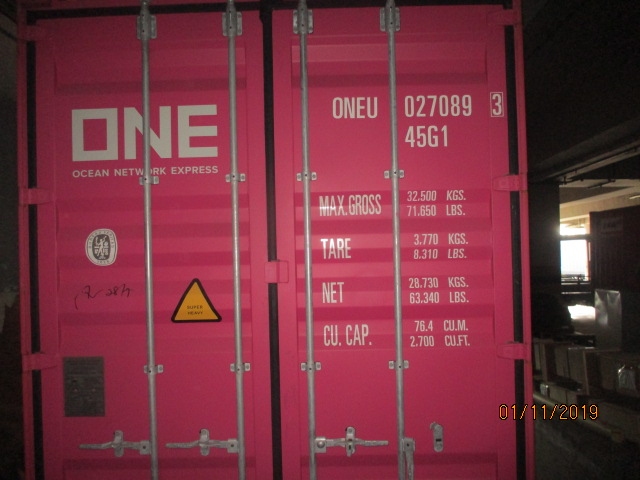 ONE
OCEAN NETWORK EXPRESS
SUPER
HEAVY
ONEU 027089 3
45G1
MAX.GROSS 32.500 KGS.
71.650 LBS.
TARE 3.770 KGS.
8.310 LBS.
NET 28.730 KGS.
63.340 LBS.
CU. CAP. 76.4 CU.M.
2.700 CU.FT.
01/11/2019